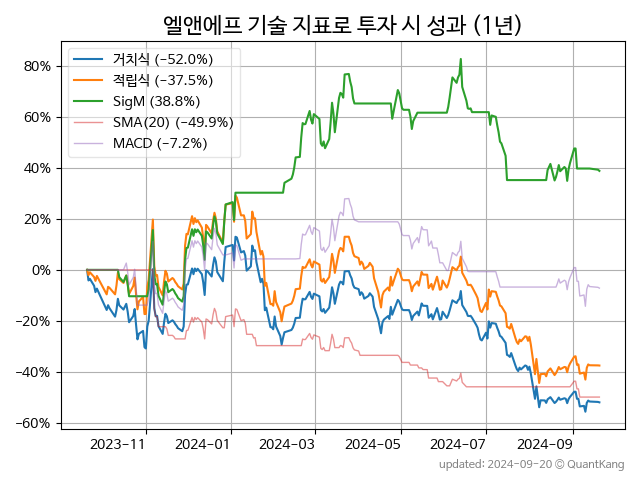 엘앤에프 기술 지표로 투자 시 성과 (1년)
거치식 (−52.0%)
적립식 (−37.5%)
SigM (38.8%)
SMA(20) (−49.9%)
MACD (−7.2%)
80%
60%
40%
20%
0%
−20%
−40%
−60%
2023-11 2024-01 2024-03 2024-05 2024-07 2024-09
updated: 2024-09-20 © QuantKang